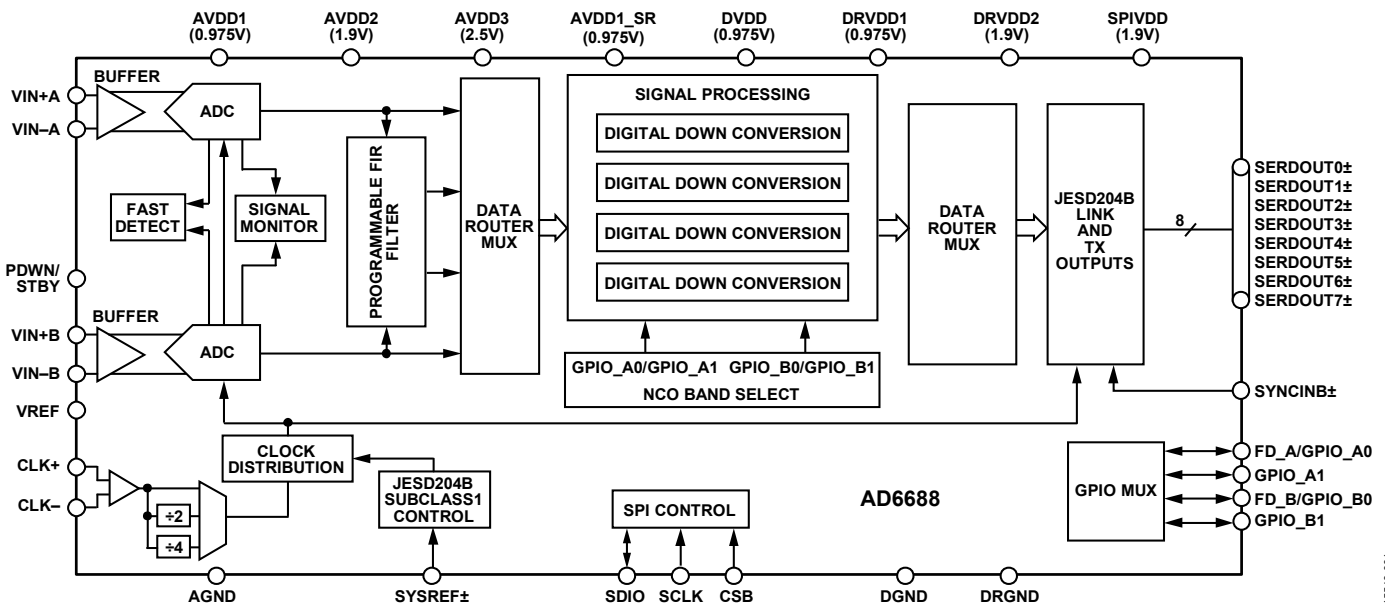 AVDD1
(0.975V)
AVDD2
(1.9V)
AVDD3
(2.5V)
AVDD1_SR
(0.975V)
DVDD
(0.975V)
DRVDD1
(0.975V)
DRVDD2
(1.9V)
SPIVDD
(1.9V)
BUFFER
VIN+A
VIN–A
ADC
FAST
DETECT
SIGNAL
MONITOR
PROGRAMMABLE FIR
FILTER
DATA
ROUTER
MUX
SIGNAL PROCESSING
DIGITAL DOWN CONVERSION
DIGITAL DOWN CONVERSION
DIGITAL DOWN CONVERSION
DIGITAL DOWN CONVERSION
DATA
ROUTER
MUX
JESD204B
LINK
AND
TX
OUTPUTS
8
SERDOUT0±
SERDOUT1±
SERDOUT2±
SERDOUT3±
SERDOUT4±
SERDOUT5±
SERDOUT6±
SERDOUT7±
PDWN/
STBY
BUFFER
VIN+B
VIN–B
ADC
GPIO_A0/GPIO_A1 GPIO_B0/GPIO_B1
NCO BAND SELECT
SYNCINB±
VREF
CLK+
CLK–
÷2
÷4
CLOCK
DISTRIBUTION
JESD204B
SUBCLASS1
CONTROL
SPI CONTROL
AD6688
GPIO MUX
FD_A/GPIO_A0
GPIO_A1
FD_B/GPIO_B0
GPIO_B1
AGND
SYSREF±
SDIO
SCLK
CSB
DGND
DRGND